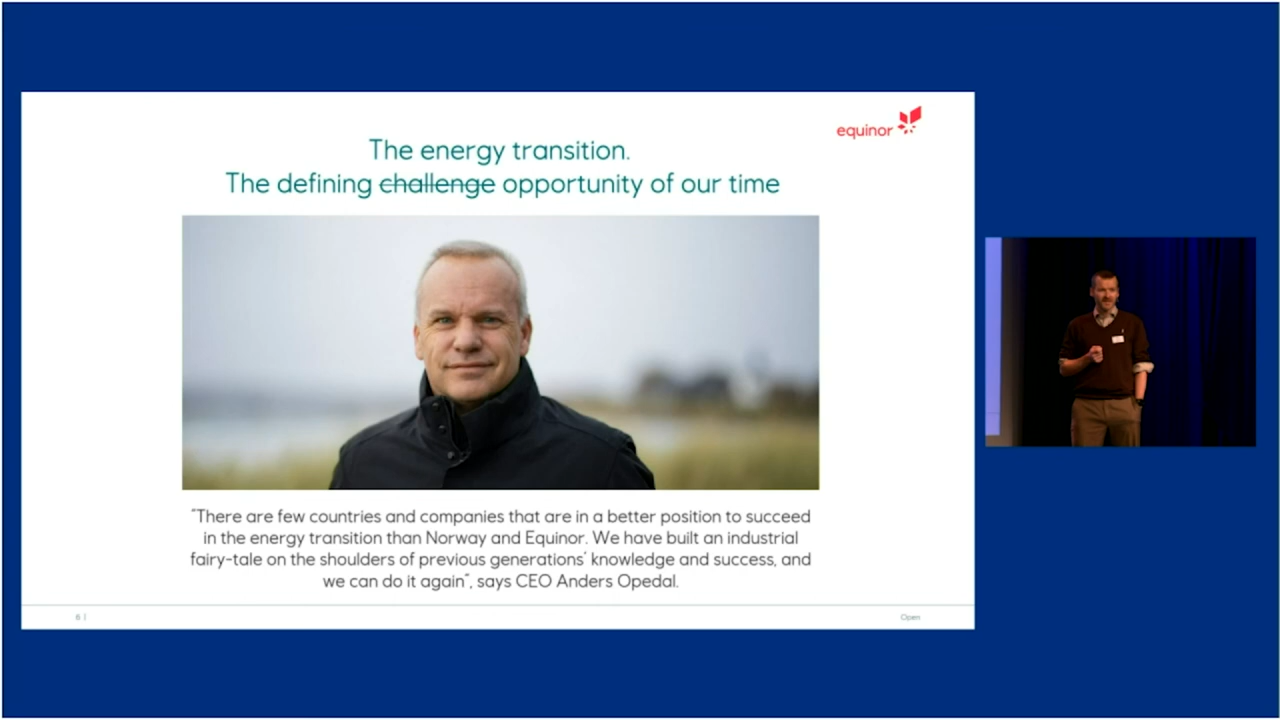 equinor
The energy transition.
The defining challenge opportunity of our time
"There are few countries and companies that are in a better position to succeed
in the energy transition than Norway and Equinor. We have built an industrial
fairy-tale on the shoulders of previous generations' knowledge and success, and
we can do it again", says CEO Anders Opedal.
6 |
Open